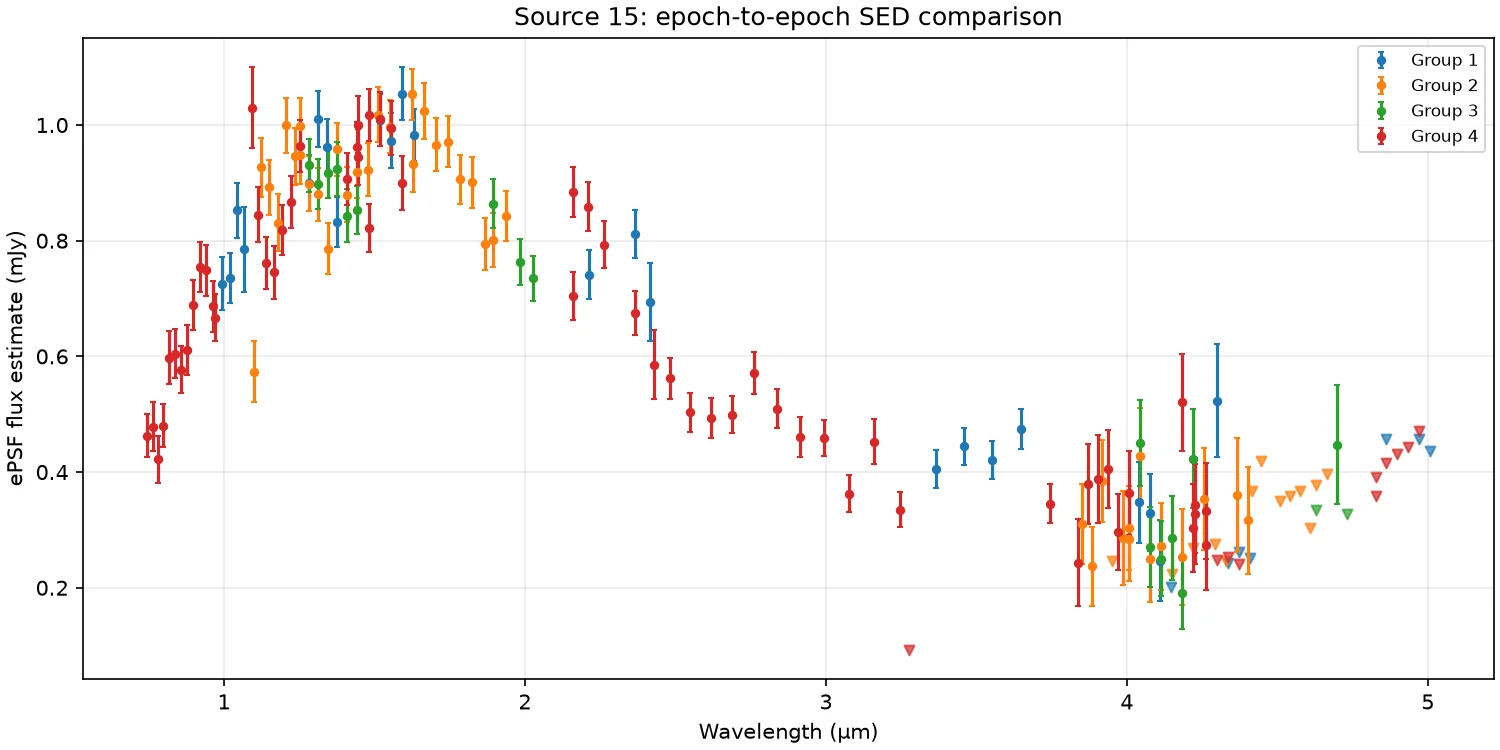 Source 15: epoch-to-epoch SED comparison
Group 1
Group 2
Group 3
Group 4
ePSF flux estimate (mJy)
1.0
0.8
0.6
0.4
0.2
1 2 3 4 5
Wavelength (μm)